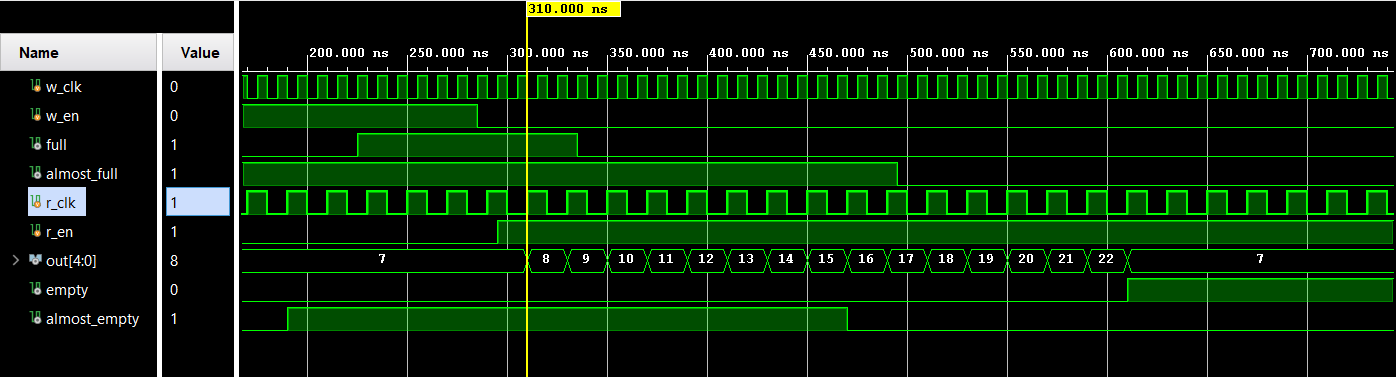 310.000 ns
Name Value 200.000 ns 250.000 ns 300.000 ns 350.000 ns 400.000 ns 450.000 ns 500.000 ns 550.000 ns 600.000 ns 650.000 ns 700.000 ns
w_clk 0
w_en 0
full 1
almost_full 1
r_clk 1
r_en 1
out[4:0] 8 7 8 9 10 11 12 13 14 15 16 17 18 19 20 21 22 7
empty 0
almost_empty 1